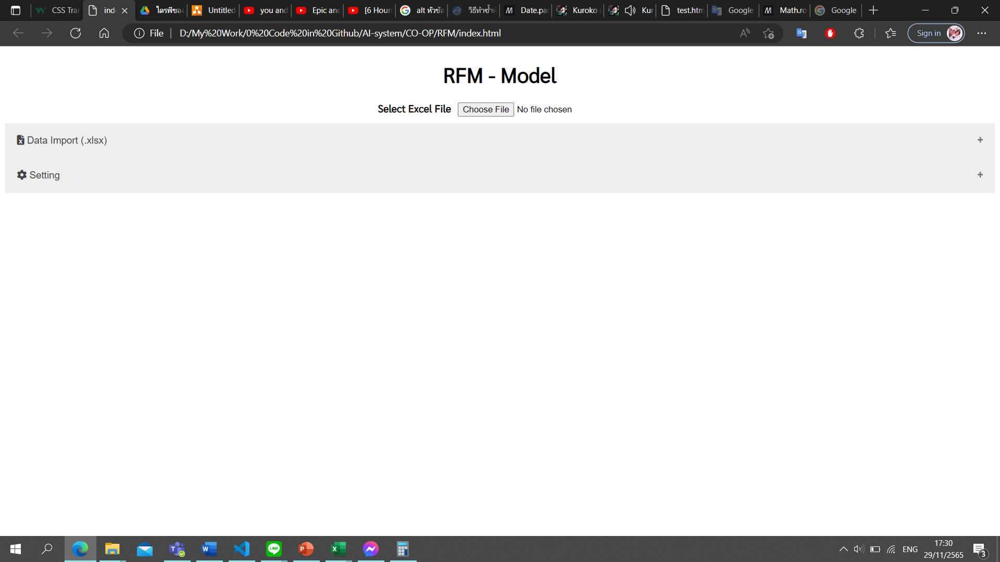 CSS Tran
ind
ไดรฟ์ของ
Untitled
you and
Epic and
[6 Hours
alt หัวข้อ
วิธีทำซ้ำหั
Date.par
Kuroko
Kur
test.htm
Google
Math.ro
Google
File
D:/My%20Work/0%20Code%20in%20Github/AI-system/CO-OP/RFM/index.html
Sign in
RFM - Model
Select Excel File Choose File No file chosen
Data Import (.xlsx) +
Setting +
ENG
17:30
29/11/2565
3